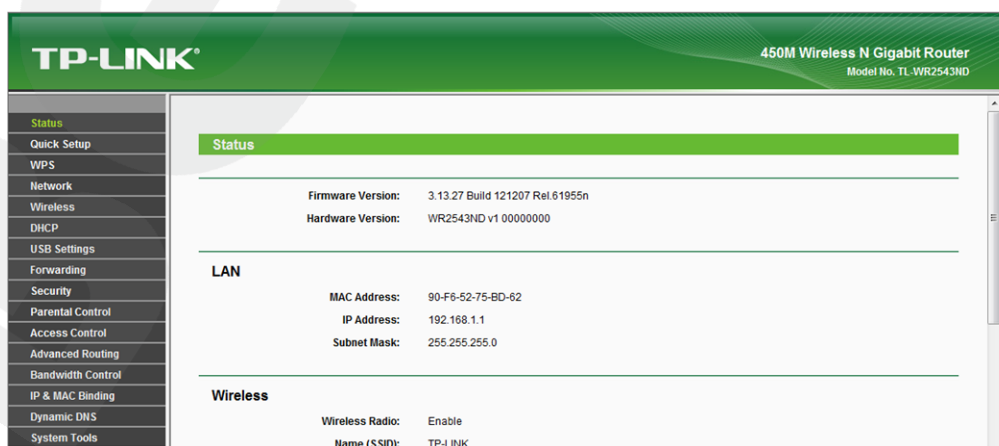 TP-LINK®
450M Wireless N Gigabit Router
Model No. TL-WR2543ND
Status
Quick Setup
WPS
Network
Wireless
DHCP
USB Settings
Forwarding
Security
Parental Control
Access Control
Advanced Routing
Bandwidth Control
IP & MAC Binding
Dynamic DNS
System Tools
Status
Firmware Version: 3.13.27 Build 121207 Rel.61955n
Hardware Version: WR2543ND v1 00000000
LAN
MAC Address: 90-F6-52-75-BD-62
IP Address: 192.168.1.1
Subnet Mask: 255.255.255.0
Wireless
Wireless Radio: Enable
Name (SSID): TP-LINK